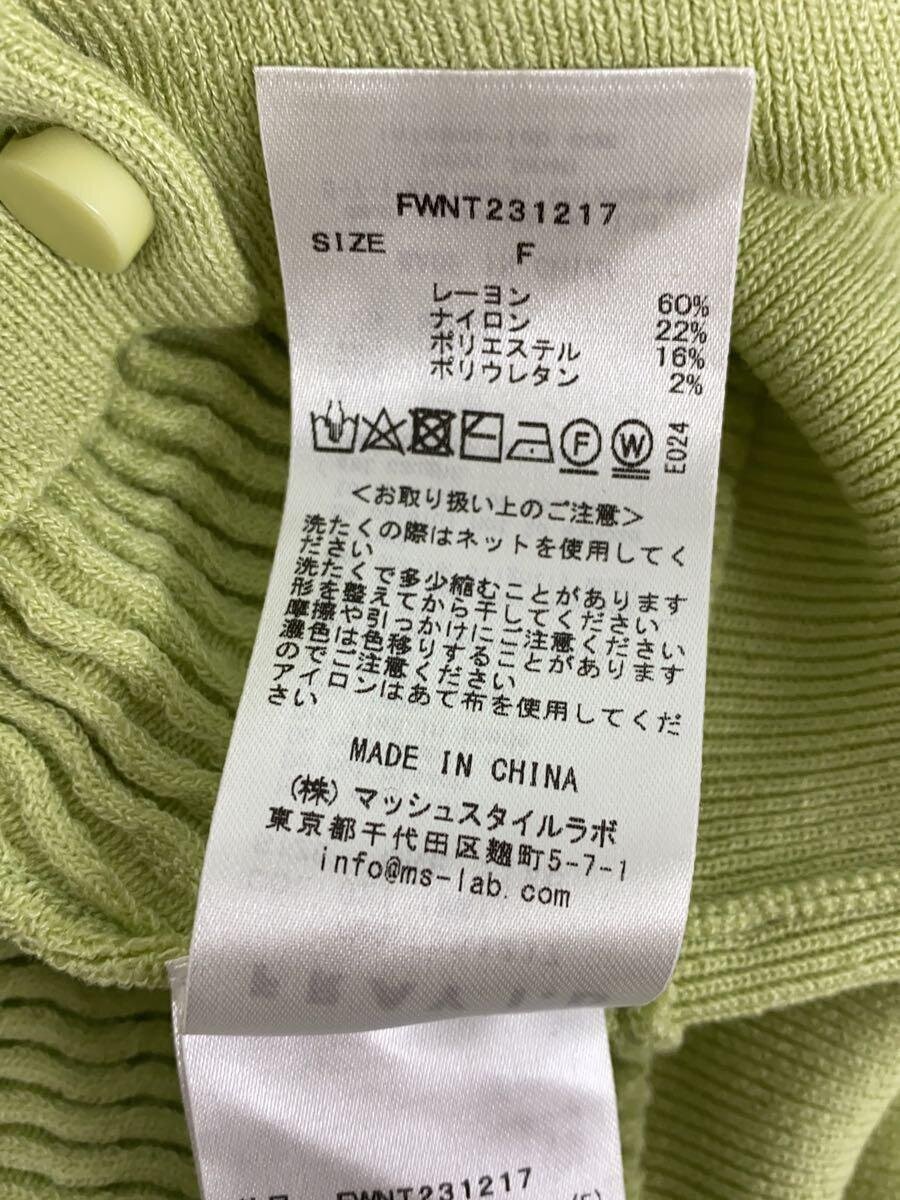 FWNT231217
SIZE F
レーヨン 60%
ナイロン 22%
ポリエステル 16%
ポリウレタン 2%
F W E024
<お取り扱い上のご注意>
洗たくの際はネットを使用してく
ださい
洗たくで多少縮むことがあります
形を整えてから干してください
摩擦や引っかけにご注意ください
濃色は色移りすることがあります
のでご注意ください
アイロンはあて布を使用してくだ
さい
MADE IN CHINA
(株)マッシュスタイルラボ
東京都千代田区麹町5-7-1
info@ms-lab.com
FWNT231217